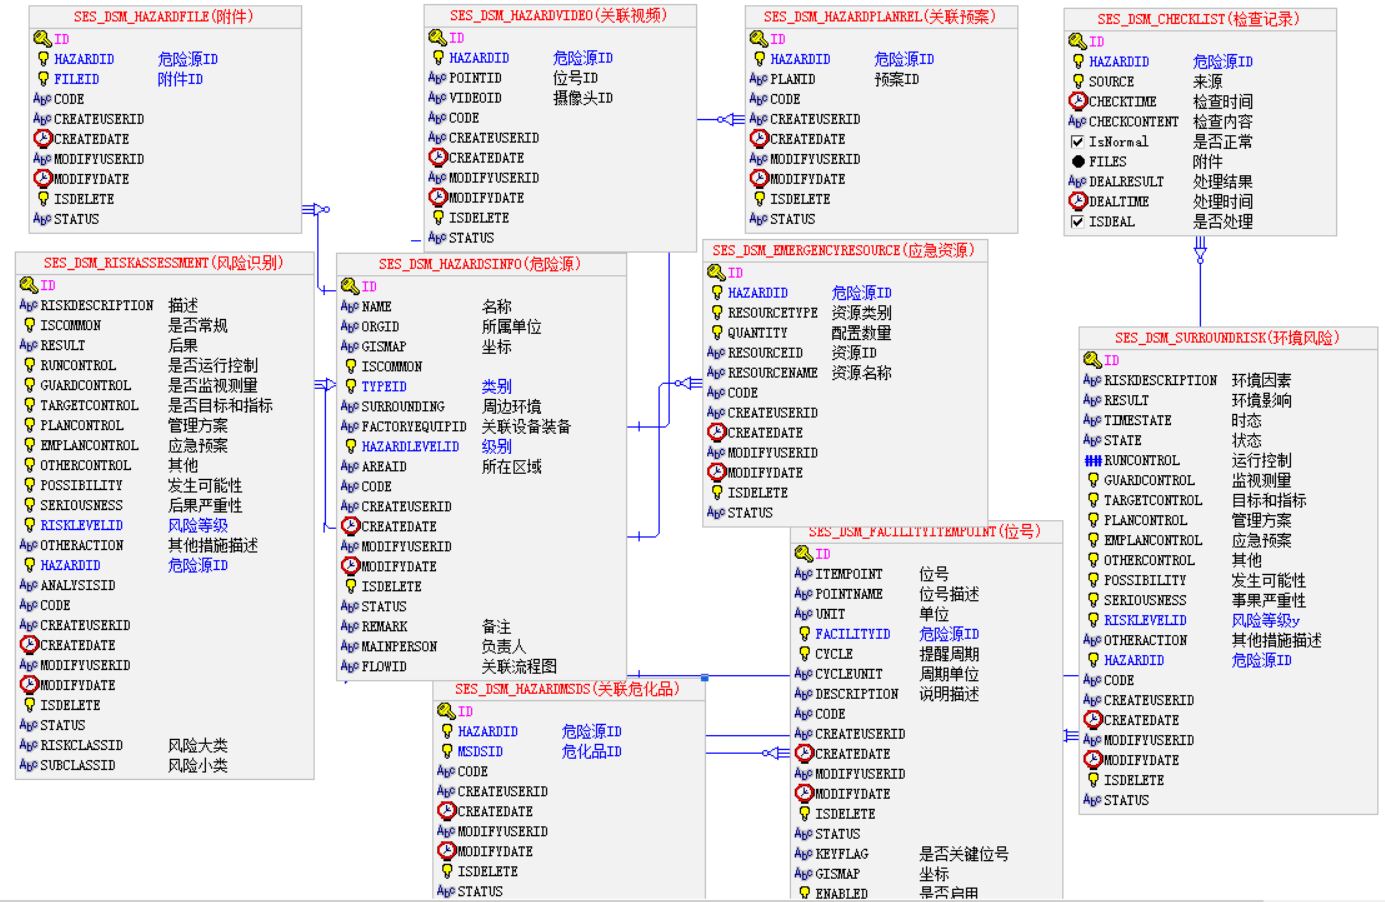 SES_DSM_HAZARDFILE(附件)
ID
HAZARDID 危险源ID
FILEID 附件ID
CODE
CREATEUSERID
CREATEDATE
MODIFYUSERID
MODIFYDATE
ISDELETE
STATUS
SES_DSM_HAZARDVIDEO(关联视频)
ID
HAZARDID 危险源ID
POINTID 位号ID
VIDEOID 摄像头ID
CODE
CREATEUSERID
CREATEDATE
MODIFYUSERID
MODIFYDATE
ISDELETE
STATUS
SES_DSM_HAZARDPLANREL(关联预案)
ID
HAZARDID 危险源ID
PLANID 预案ID
CODE
CREATEUSERID
CREATEDATE
MODIFYUSERID
MODIFYDATE
ISDELETE
STATUS
SES_DSM_CHECKLIST(检查记录)
ID
HAZARDID 危险源ID
SOURCE 来源
CHECKTIME 检查时间
CHECKCONTENT 检查内容
IsNormal 是否正常
FILES 附件
DEALRESULT 处理结果
DEALTIME 处理时间
ISDEAL 是否处理
SES_DSM_RISKASSESSMENT(风险识别)
ID
RISKDESCRIPTION 描述
ISCOMMON 是否常规
RESULT 后果
RUNCONTROL 是否运行控制
GUARDCONTROL 是否监视测量
TARGETCONTROL 是否目标和指标
PLANCONTROL 管理方案
EMPLANCONTROL 应急预案
OTHERCONTROL 其他
POSSIBILITY 发生可能性
SERIOUSNESS 后果严重性
RISKLEVELID 风险等级
OTHERACTION 其他措施描述
HAZARDID 危险源ID
ANALYSISID
CODE
CREATEUSERID
CREATEDATE
MODIFYUSERID
MODIFYDATE
ISDELETE
STATUS
RISKCLASSID 风险大类
SUBCLASSID 风险小类
SES_DSM_HAZARDSINFO(危险源)
ID
NAME 名称
ORGID 所属单位
GISMAP 坐标
ISCOMMON
TYPEID 类别
SURROUNDING 周边环境
FACTORYEQUIPID 关联设备装备
HAZARDLEVELID 级别
AREAID 所在区域
CODE
CREATEUSERID
CREATEDATE
MODIFYUSERID
MODIFYDATE
ISDELETE
STATUS
REMARK 备注
MAINPERSON 负责人
FLOWID 关联流程图
SES_DSM_EMERGENCYRESOURCE(应急资源)
ID
HAZARDID 危险源ID
RESOURCETYPE 资源类别
QUANTITY 配置数量
RESOURCEID 资源ID
RESOURCENAME 资源名称
CODE
CREATEUSERID
CREATEDATE
MODIFYUSERID
MODIFYDATE
ISDELETE
STATUS
SES_DSM_SURROUNDRISK(环境风险)
ID
RISKDESCRIPTION 环境因素
RESULT 环境影响
TIMESTATE 时态
STATE 状态
RUNCONTROL 运行控制
GUARDCONTROL 监视测量
TARGETCONTROL 目标和指标
PLANCONTROL 管理方案
EMPLANCONTROL 应急预案
OTHERCONTROL 其他
POSSIBILITY 发生可能性
SERIOUSNESS 事果严重性
RISKLEVELID 风险等级y
OTHERACTION 其他措施描述
HAZARDID 危险源ID
CODE
CREATEUSERID
CREATEDATE
MODIFYUSERID
MODIFYDATE
ISDELETE
STATUS
SES_DSM_FACILITYITEMPOINT(位号)
ID
ITEMPOINT 位号
POINTNAME 位号描述
UNIT 单位
FACILITYID 危险源ID
CYCLE 提醒周期
CYCLEUNIT 周期单位
DESCRIPTION 说明描述
CODE
CREATEUSERID
CREATEDATE
MODIFYUSERID
MODIFYDATE
ISDELETE
STATUS
KEYFLAG 是否关键位号
GISMAP 坐标
ENABLED 是否启用
SES_DSM_HAZARDMSDS(关联危化品)
ID
HAZARDID 危险源ID
MSDSID 危化品ID
CODE
CREATEUSERID
CREATEDATE
MODIFYUSERID
MODIFYDATE
ISDELETE
STATUS